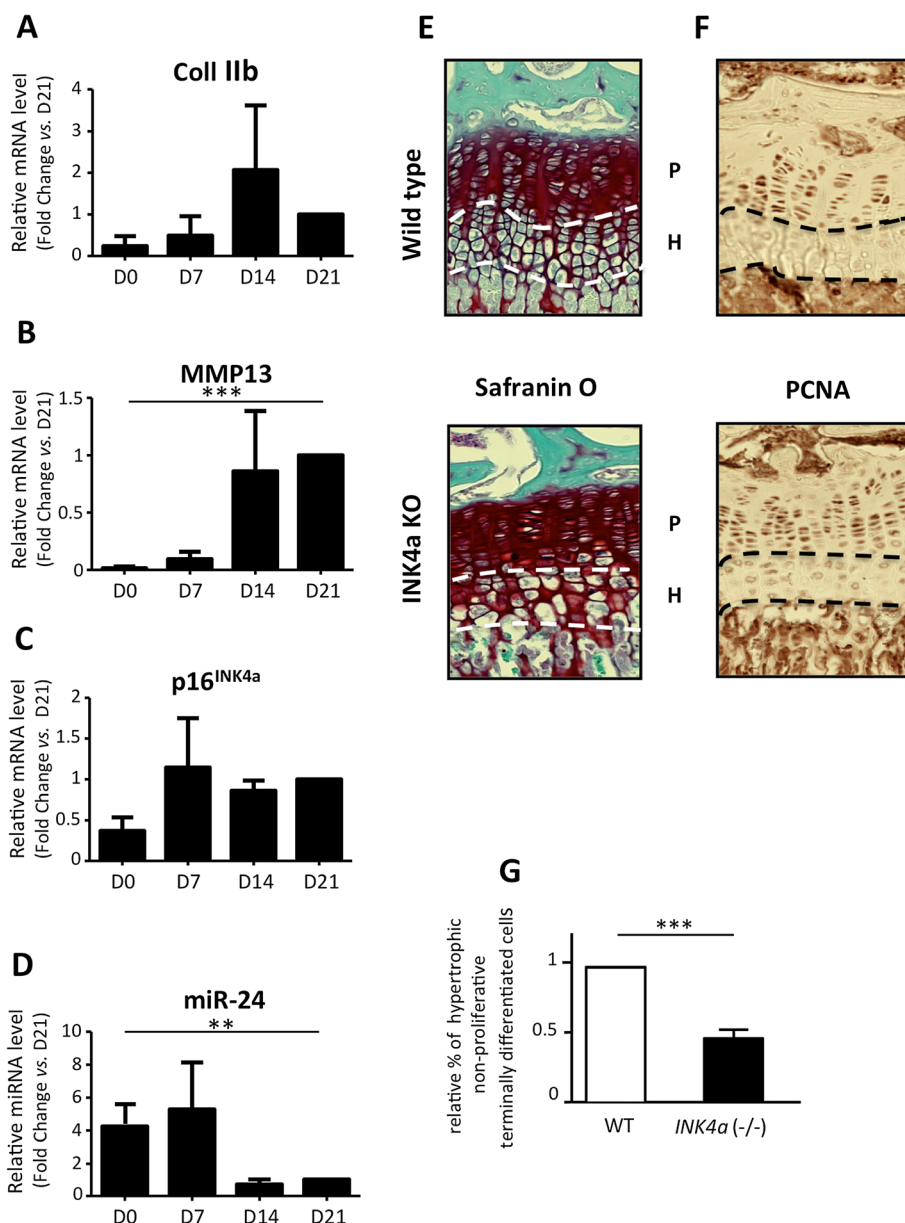 A
Coll IIb
Relative mRNA level
(Fold Change vs. D21)
4
3
2
1
0
D0 D7 D14 D21
B
MMP13
***
Relative mRNA level
(Fold Change vs. D21)
1.5
1
0.5
0
D0 D7 D14 D21
C
p16INK4a
Relative mRNA level
(Fold Change vs. D21)
2
1.5
1
0.5
0
D0 D7 D14 D21
D
miR-24
**
Relative miRNA level
(Fold Change vs. D21)
10
8
6
4
2
0
D0 D7 D14 D21
E
Wild type
Safranin O
INK4a KO
F
P
H
PCNA
P
H
G
***
relative % of hypertrophic
non-proliferative
terminally differentiated cells
1
0.5
0
WT INK4a (-/-)